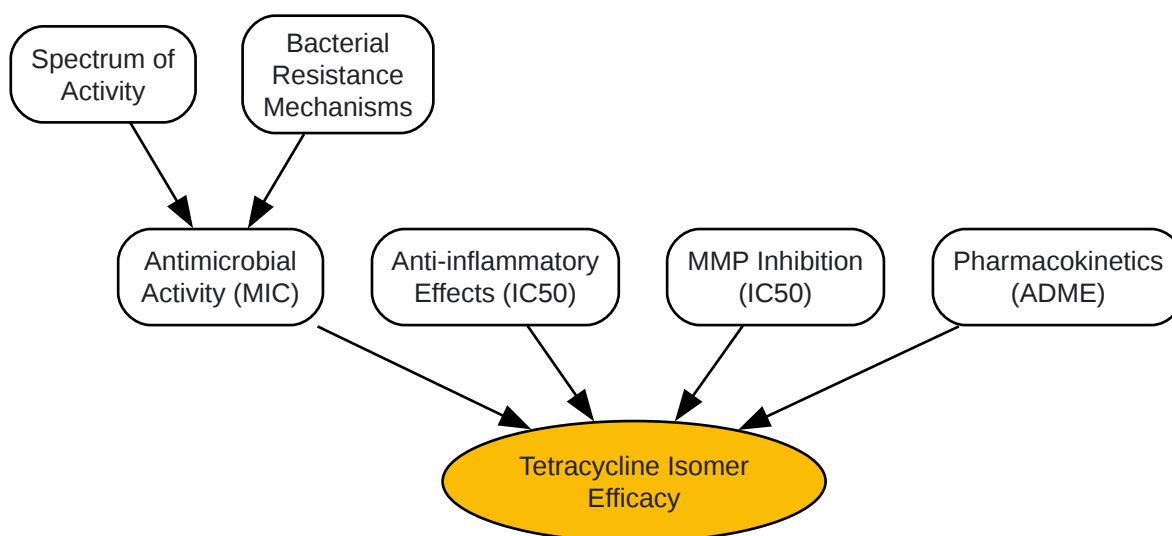 Spectrum of
Activity
Bacterial
Resistance
Mechanisms
Antimicrobial
Activity (MIC)
Anti-inflammatory
Effects (IC50)
MMP Inhibition
(IC50)
Pharmacokinetics
(ADME)
Tetracycline Isomer
Efficacy